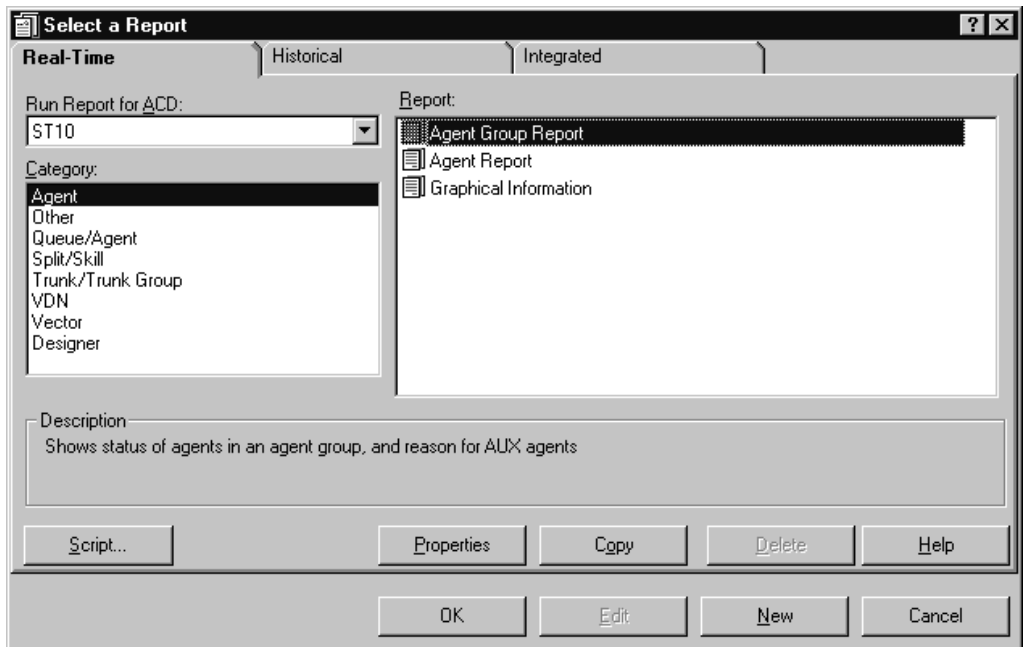 Select a Report
Real-Time
Historical
Integrated
Run Report for ACD:
ST10
Category:
Agent
Other
Queue/Agent
Split/Skill
Trunk/Trunk Group
VDN
Vector
Designer
Report:
Agent Group Report
Agent Report
Graphical Information
Description
Shows status of agents in an agent group, and reason for AUX agents
Script...
Properties
Copy
Delete
Help
OK
Edit
New
Cancel